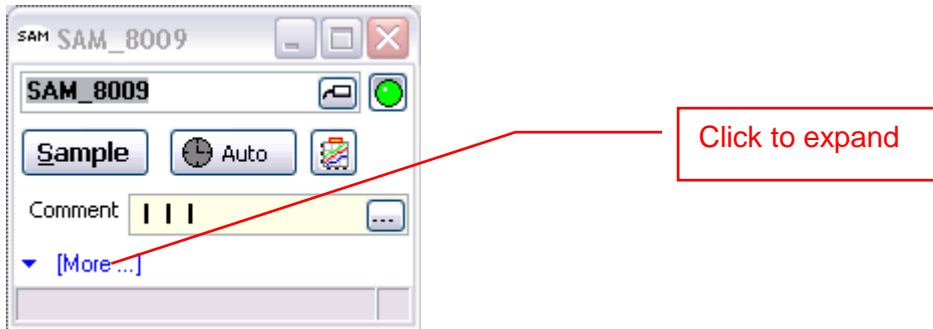 SAM SAM_8009
SAM_8009
Sample Auto
Comment | | | ...
[More ...]
Click to expand